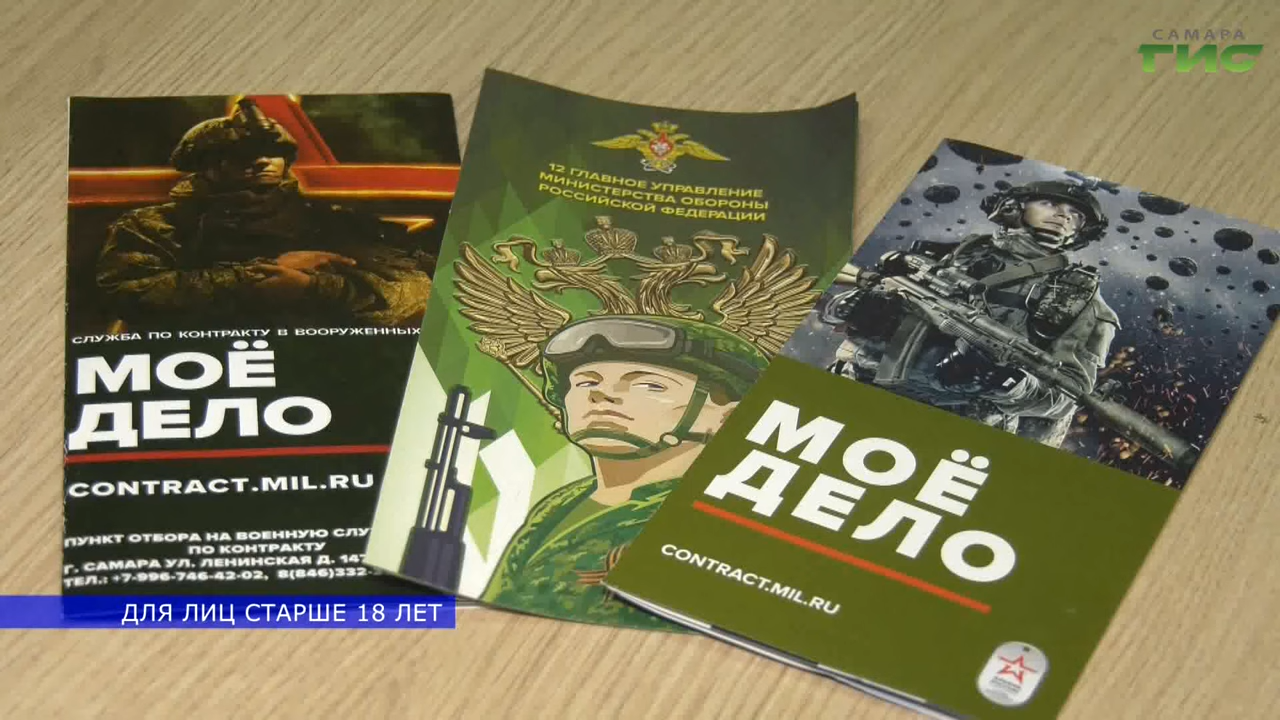 САМАРА
ГИС
СЛУЖБА ПО КОНТРАКТУ В ВООРУЖЕННЫХ
МОЁ
ДЕЛО
CONTRACT.MIL.RU
ПУНКТ ОТБОРА НА ВОЕННУЮ СЛУ
ПО КОНТРАКТУ
Г. САМАРА УЛ. ЛЕНИНСКАЯ Д. 147
ТЕЛ.: +7-996-746-42-02, 8(846)332-
12 ГЛАВНОЕ УПРАВЛЕНИЕ
МИНИСТЕРСТВА ОБОРОНЫ
РОССИЙСКОЙ ФЕДЕРАЦИИ
МОЁ
ДЕЛО
CONTRACT.MIL.RU
ДЛЯ ЛИЦ СТАРШЕ 18 ЛЕТ